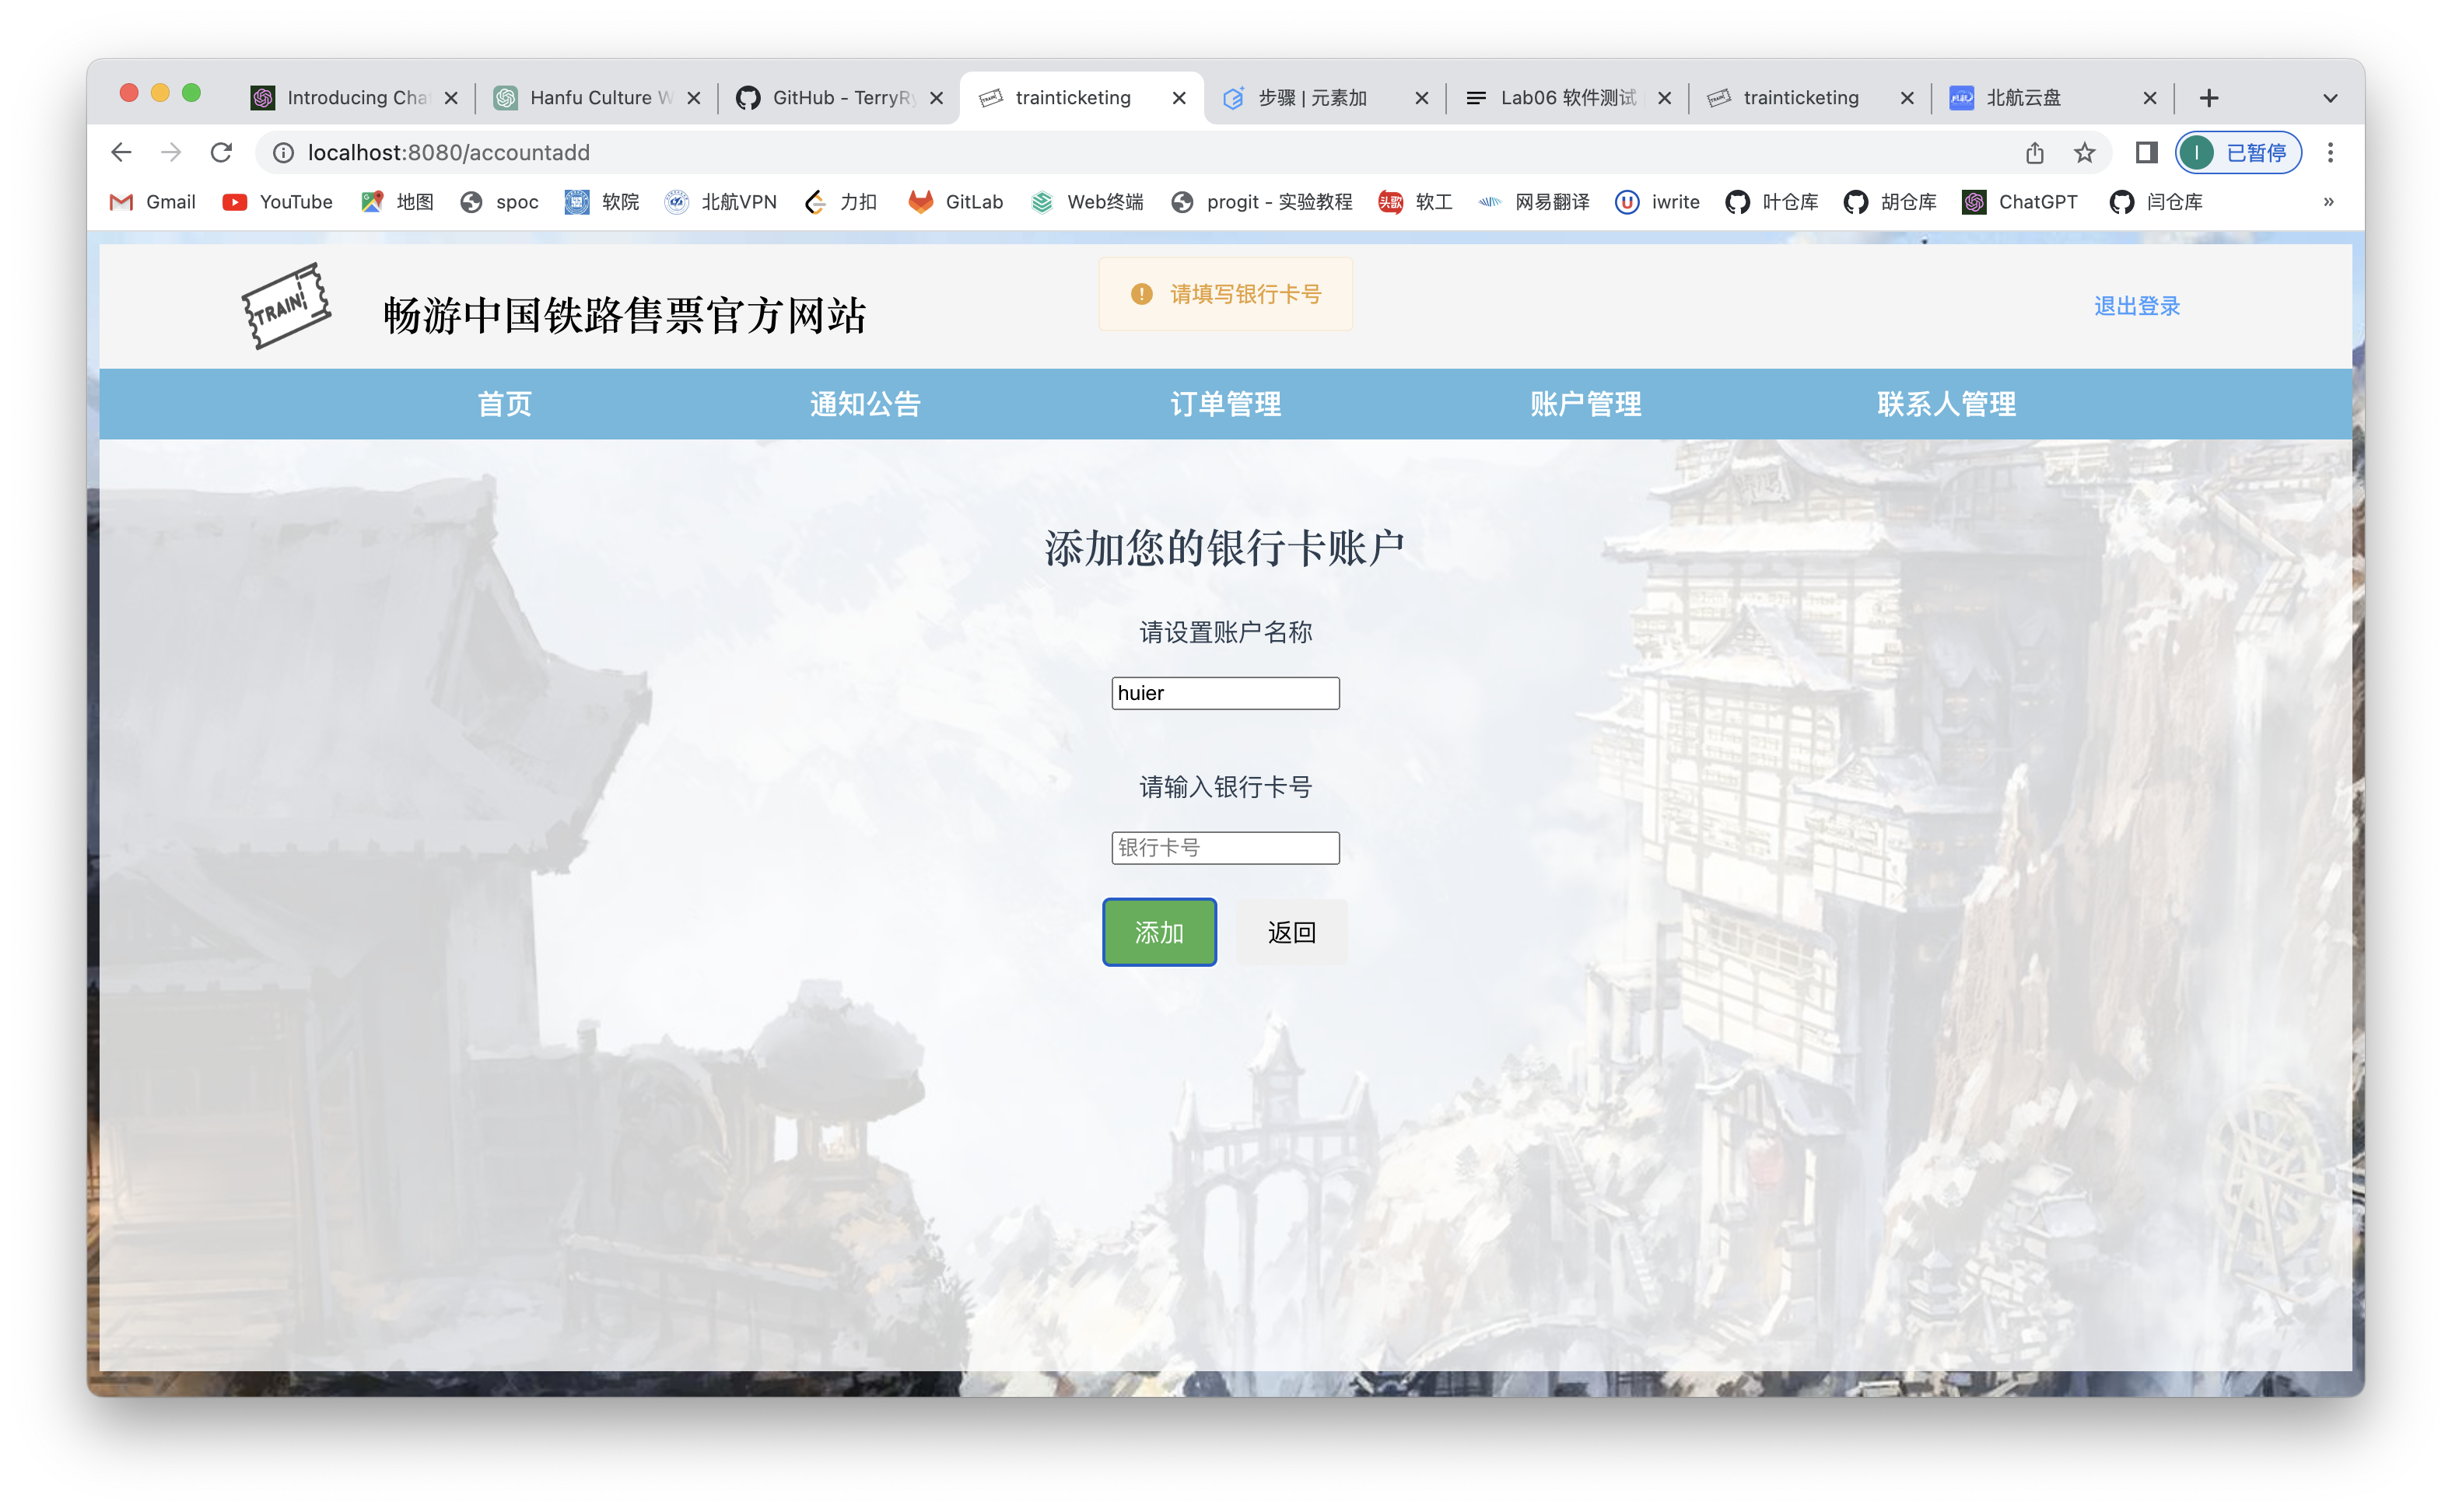 Introducing Cha
Hanfu Culture W
GitHub - TerryRy
trainticketing
步骤 | 元素加
Lab06 软件测试
trainticketing
北航云盘
localhost:8080/accountadd
已暂停
Gmail
YouTube
地图
spoc
软院
北航VPN
力扣
GitLab
Web终端
progit - 实验教程
头歌
软工
网易翻译
iwrite
叶仓库
胡仓库
ChatGPT
闫仓库
»
TRAIN
畅游中国铁路售票官方网站
请填写银行卡号
退出登录
首页
通知公告
订单管理
账户管理
联系人管理
添加您的银行卡账户
请设置账户名称
huier
请输入银行卡号
银行卡号
添加
返回